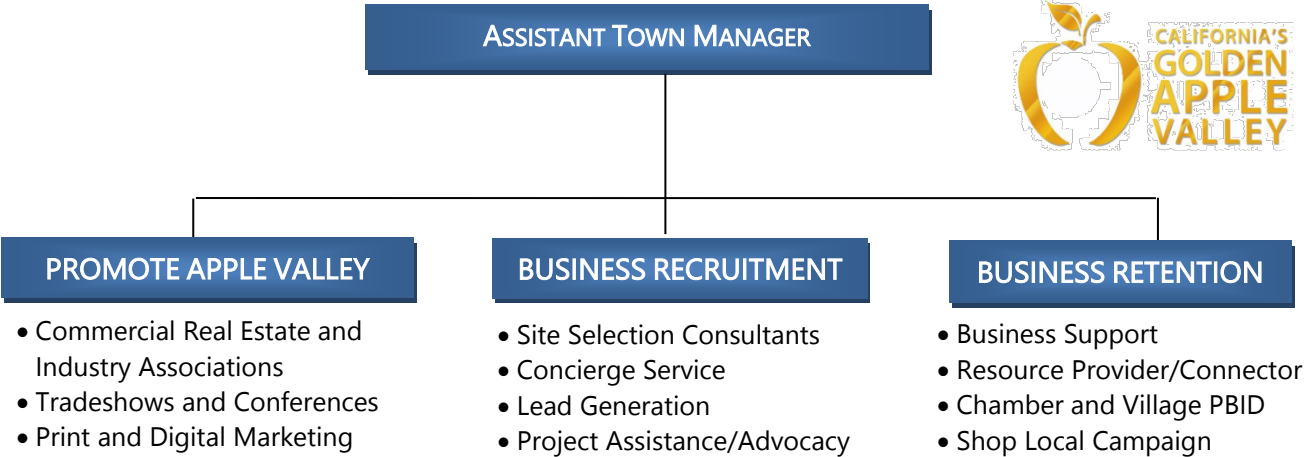 ASSISTANT TOWN MANAGER
CALIFORNIA'S
GOLDEN
APPLE
VALLEY
PROMOTE APPLE VALLEY
• Commercial Real Estate and
Industry Associations
• Tradeshows and Conferences
• Print and Digital Marketing
BUSINESS RECRUITMENT
• Site Selection Consultants
• Concierge Service
• Lead Generation
• Project Assistance/Advocacy
BUSINESS RETENTION
• Business Support
• Resource Provider/Connector
• Chamber and Village PBID
• Shop Local Campaign